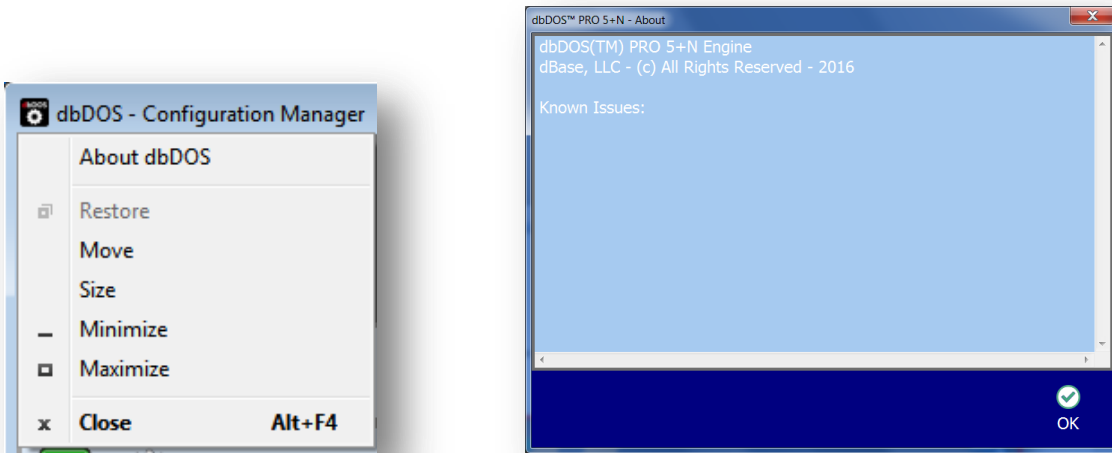 dbDOS - Configuration Manager
About dbDOS
Restore
Move
Size
Minimize
Maximize
Close Alt+F4
dbDOS™ PRO 5+N - About
dbDOS(TM) PRO 5+N Engine
dBase, LLC - (c) All Rights Reserved - 2016
Known Issues:
OK